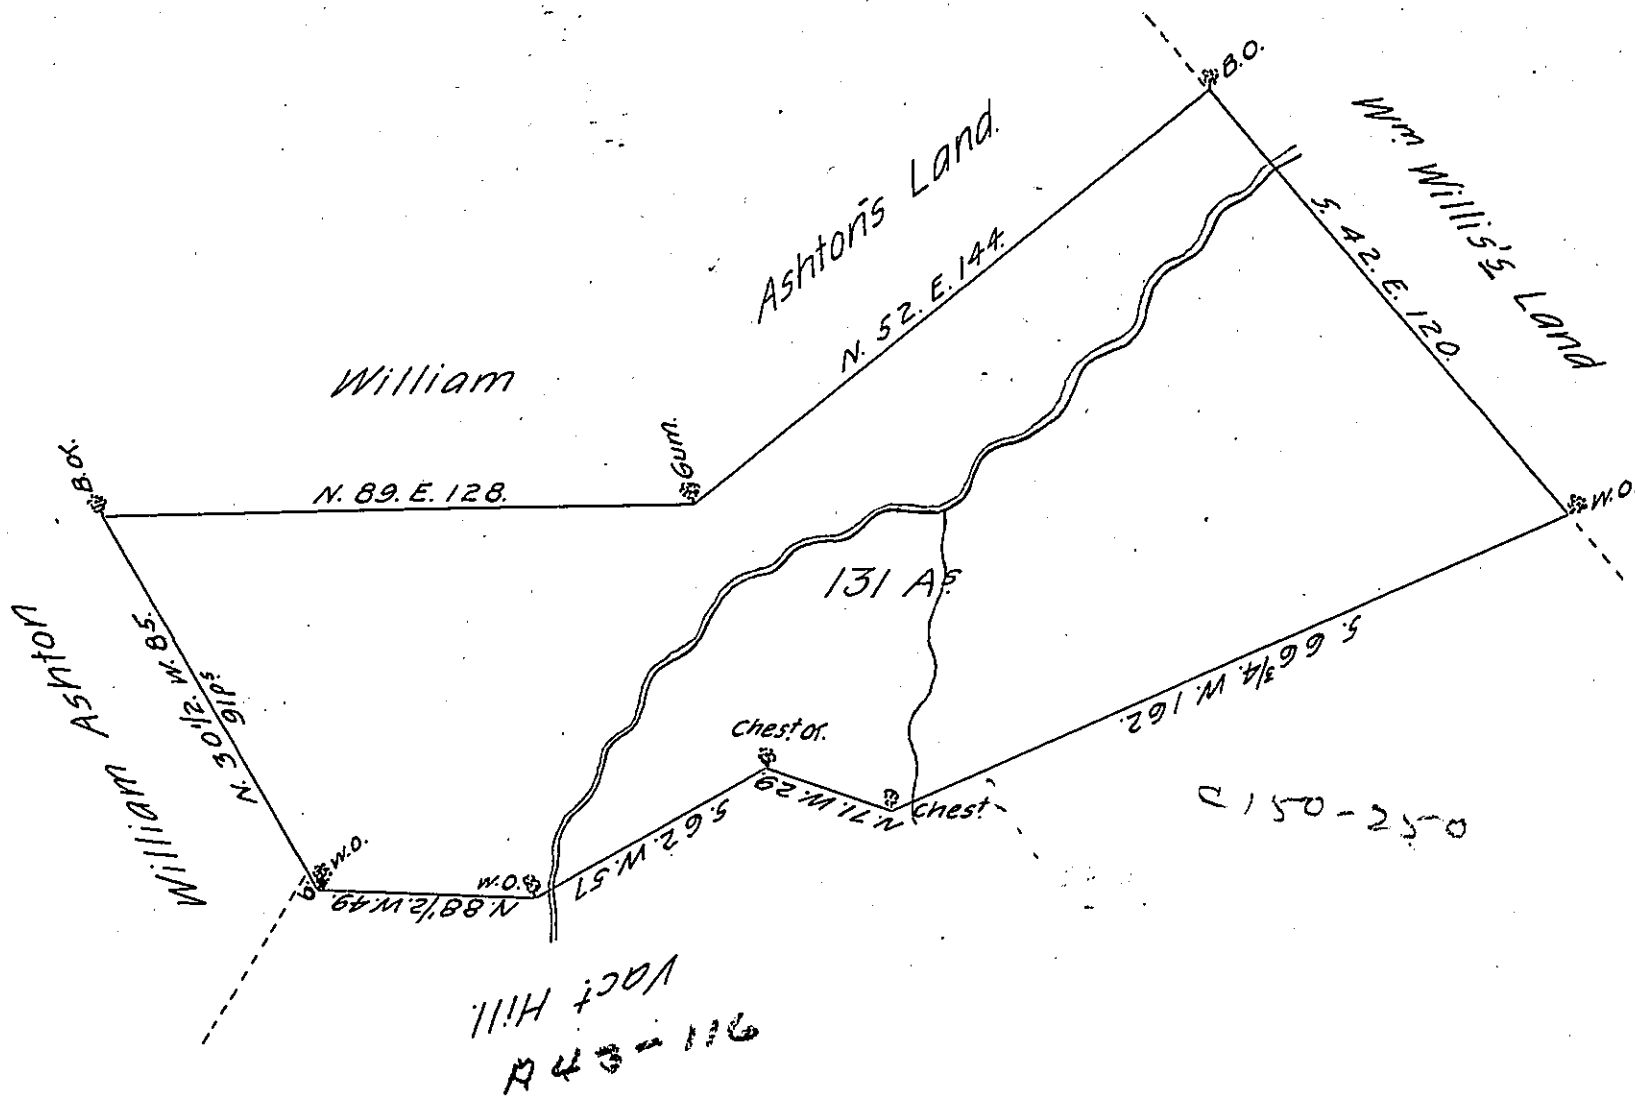 B.O.
Wm Willis's Land
Ashton's Land.
N. 52. E. 144.
S. 42. E. 120.
William
Gum.
B.O.
N. 89. E. 128.
W.O.
131 As
William Ashton
N. 30 1/2. W. 85.
91 Ps
S. 66 3/4. W. 162.
Chest O.
N. 71. W. 29
Chest
S. 62. W. 57
C 150-250
W.O.
W.O.
N. 88 1/2. W. 49.
Vact. Hill.
A43-116